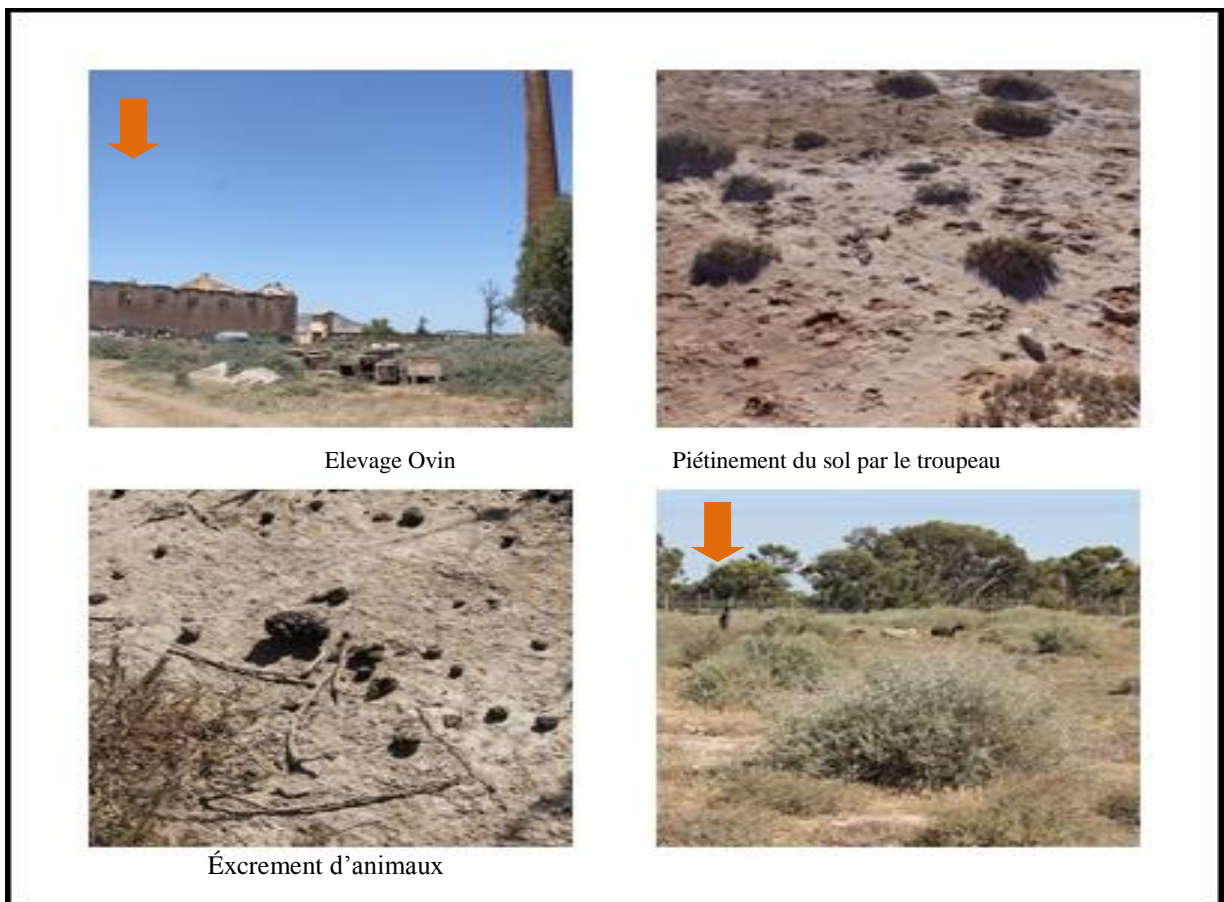 Elevage Ovin
Piétinement du sol par le troupeau
Éxcrement d’animaux